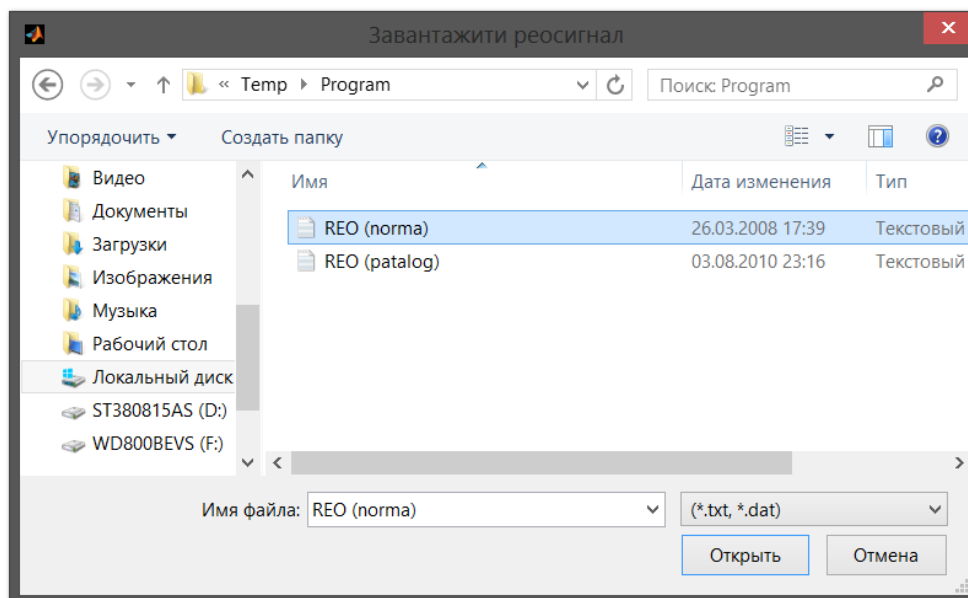 Завантажити реосигнал
« Temp Program
Поиск: Program
Упорядочить Создать папку
Имя Дата изменения Тип
Видео
Документы
Загрузки
Изображения
Музыка
Рабочий стол
Локальный диск
ST380815AS (D:)
WD800BEVS (F:)
REO (norma) 26.03.2008 17:39 Текстовый
REO (patalog) 03.08.2010 23:16 Текстовый
Имя файла: REO (norma) (*.txt, *.dat)
Открыть Отмена